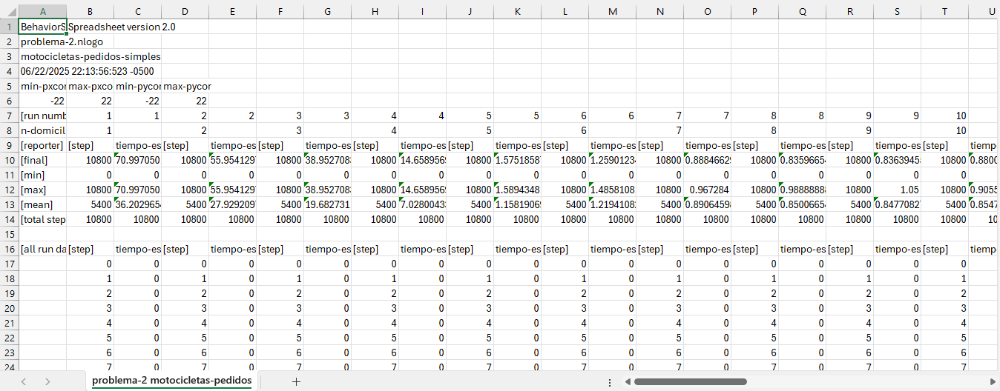 A B C D E F G H I J K L M N O P Q R S T U
1 Behavior Spreadsheet version 2.0
2 problema-2.nlogo
3 motocicletas-pedidos-simples
4 06/22/2025 22:13:56:523 -0500
5 min-pxcor max-pxco min-pycor max-pycor
6 -22 22 -22 22
7 [run numb 1 1 2 2 3 3 4 4 5 5 6 6 7 7 8 8 9 9 10
8 n-domicil 1 2 3 4 5 6 7 8 9 10
9 [reporter] [step] tiempo-es [step] tiempo-es [step] tiempo-es [step] tiempo-es [step] tiempo-es [step] tiempo-es [step] tiempo-es [step] tiempo-es [step] tiempo-es [step] tiemp
10 [final] 10800 70.997050 10800 55.954129 10800 38.952708 10800 14.658956 10800 1.5751858 10800 1.2590123 10800 0.8884662 10800 0.8359665 10800 0.8363945 10800 0.8800
11 [min] 0 0 0 0 0 0 0 0 0 0 0 0 0 0 0 0 0 0 0
12 [max] 10800 70.997050 10800 55.954129 10800 38.952708 10800 14.658956 10800 1.5894348 10800 1.4858108 10800 0.967284 10800 0.9888888 10800 1.05 10800 0.9055
13 [mean] 5400 36.202965 5400 27.929209 5400 19.682731 5400 7.0280043 5400 1.1581906 5400 1.2194108 5400 0.8906459 5400 0.8500665 5400 0.8477082 5400 0.8547
14 [total step 10800 10800 10800 10800 10800 10800 10800 10800 10800 10800 10800 10800 10800 10800 10800 10800 10800 10800 10800 10
15
16 [all run da [step] tiempo-es [step] tiempo-es [step] tiempo-es [step] tiempo-es [step] tiempo-es [step] tiempo-es [step] tiempo-es [step] tiempo-es [step] tiempo-es [step] tiemp
17 0 0 0 0 0 0 0 0 0 0 0 0 0 0 0 0 0 0 0
18 1 0 1 0 1 0 1 0 1 0 1 0 1 0 1 0 1 0 1
19 2 0 2 0 2 0 2 0 2 0 2 0 2 0 2 0 2 0 2
20 3 0 3 0 3 0 3 0 3 0 3 0 3 0 3 0 3 0 3
21 4 0 4 0 4 0 4 0 4 0 4 0 4 0 4 0 4 0 4
22 5 0 5 0 5 0 5 0 5 0 5 0 5 0 5 0 5 0 5
23 6 0 6 0 6 0 6 0 6 0 6 0 6 0 6 0 6 0 6
24 7 0 7 0 7 0 7 0 7 0 7 0 7 0 7 0 7 0 7
problema-2 motocicletas-pedidos